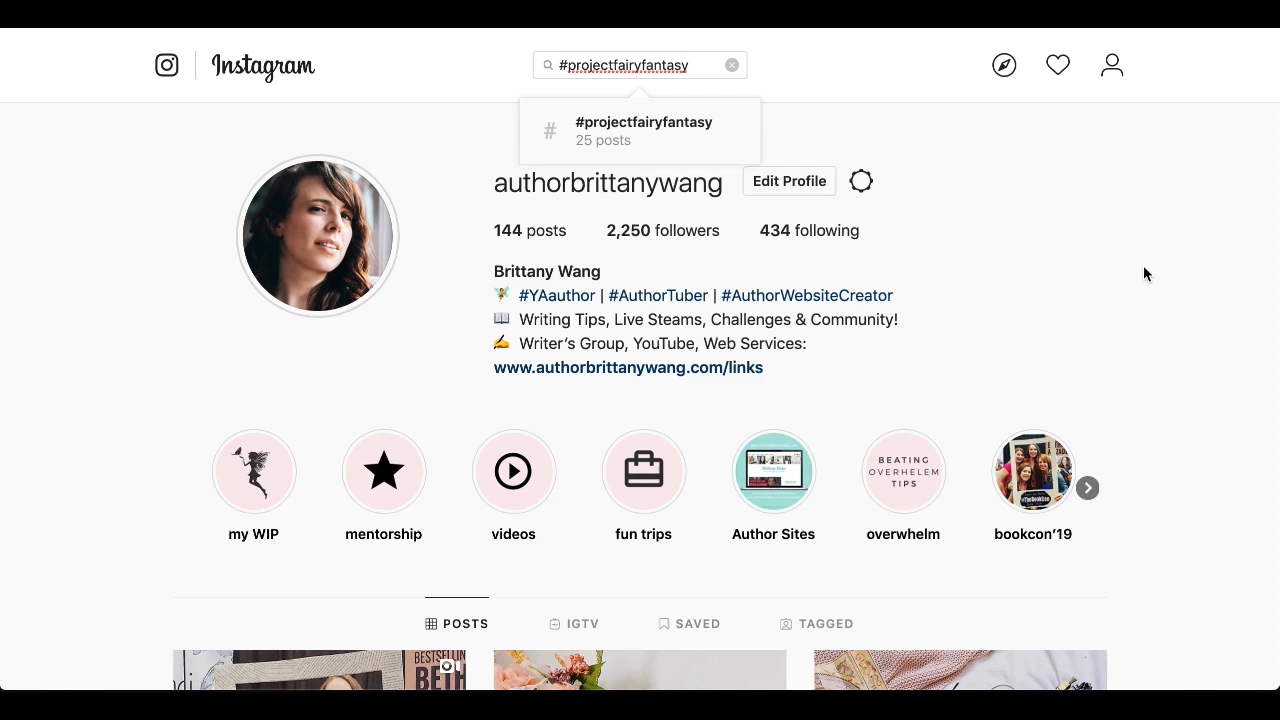 Instagram
#projectfairyfantasy
#projectfairyfantasy
25 posts
authorbrittanywang
Edit Profile
144 posts 2,250 followers 434 following
Brittany Wang
#YAauthor | #AuthorTuber | #AuthorWebsiteCreator
Writing Tips, Live Steams, Challenges & Community!
Writer's Group, YouTube, Web Services:
www.authorbrittanywang.com/links
BEATING
OVERHELEM
TIPS
my WIP mentorship videos fun trips Author Sites overwhelm bookcon'19
POSTS IGTV SAVED TAGGED
BESTSELLIN
BETH